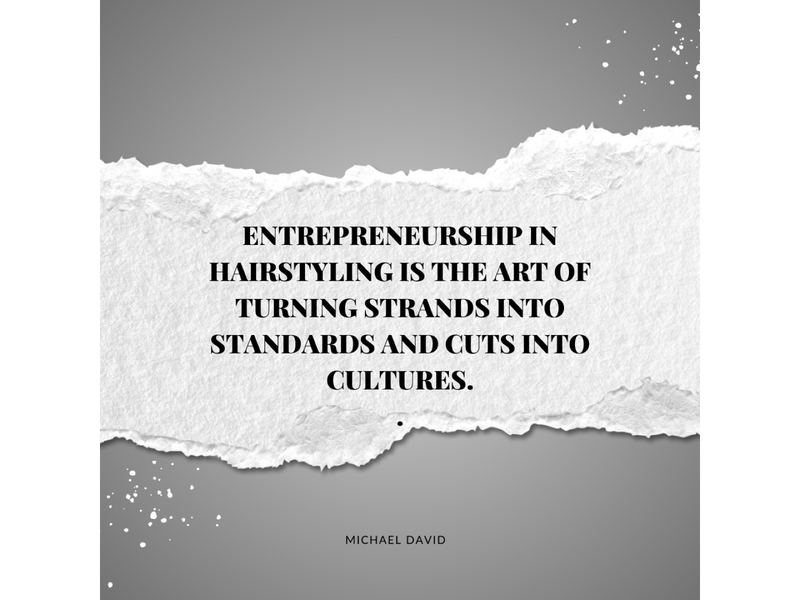 ENTREPRENEURSHIP IN
HAIRSTYLING IS THE ART OF
TURNING STRANDS INTO
STANDARDS AND CUTS INTO
CULTURES.
.
MICHAEL DAVID